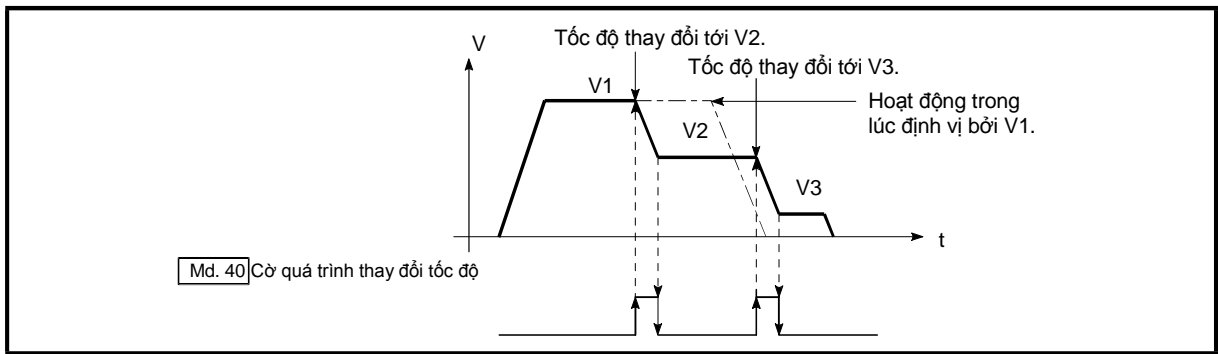 V
Tốc độ thay đổi tới V2.
Tốc độ thay đổi tới V3.
V1
Hoạt động trong
lúc định vị bởi V1.
V2
V3
t
Md. 40 Cờ quá trình thay đổi tốc độ